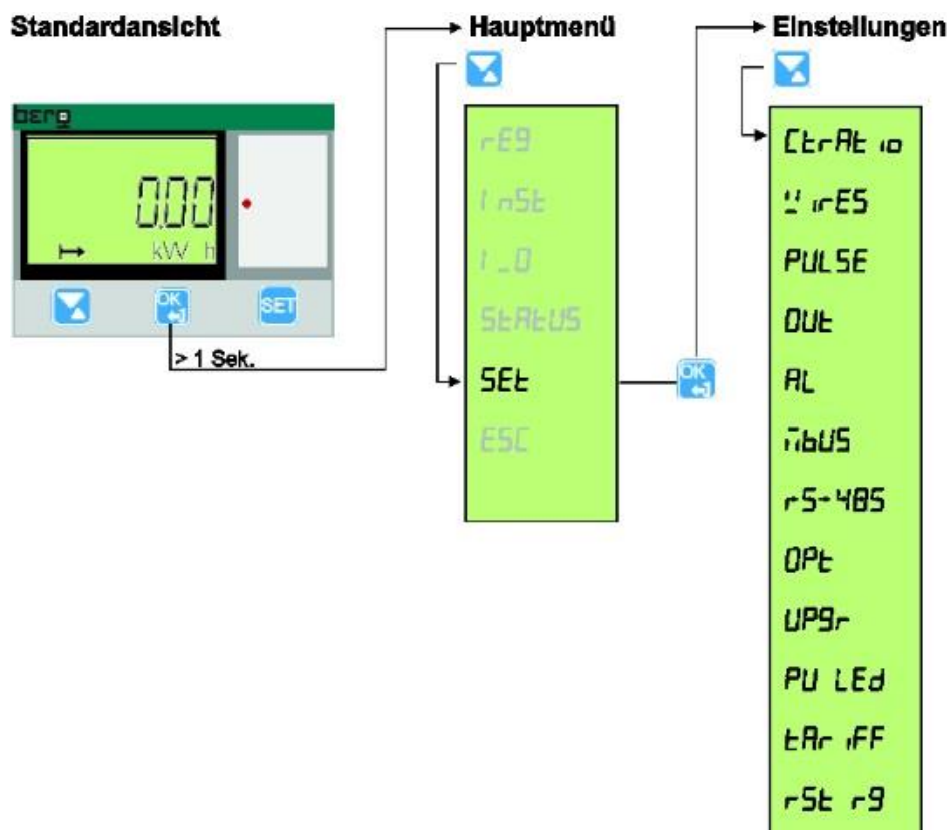 Standardansicht
berg
0.00
kW h
OK
SET
> 1 Sek.
Hauptmenü
rEg
InSt
I_O
StAtUS
SEt
ESC
OK
Einstellungen
CtrAtio
WirES
PULSE
OUt
AL
MbUS
rS-485
OPt
UPgr
PU LEd
tAriFF
rSt rg